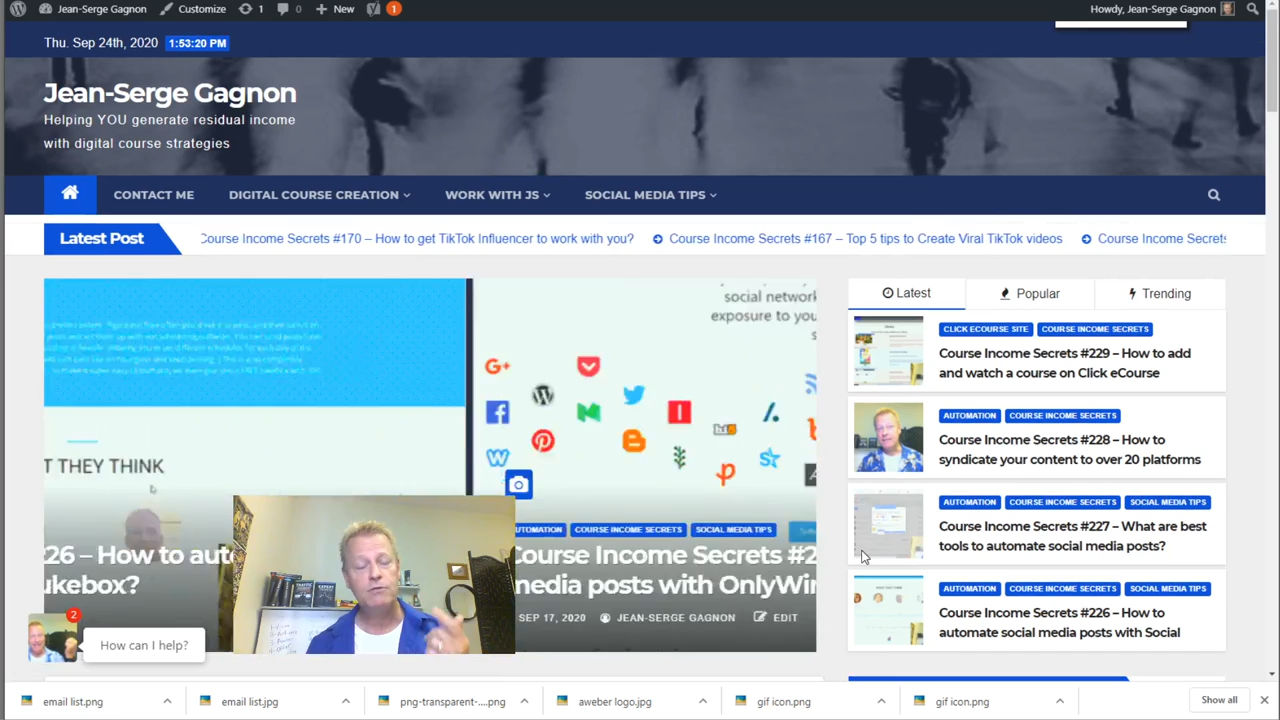 Jean-Serge Gagnon
Customize
1
0
New
1
Howdy, Jean-Serge Gagnon
Thu. Sep 24th, 2020 1:53:20 PM
Jean-Serge Gagnon
Helping YOU generate residual income
with digital course strategies
CONTACT ME
DIGITAL COURSE CREATION
WORK WITH JS
SOCIAL MEDIA TIPS
Latest Post
Course Income Secrets #170 – How to get TikTok Influencer to work with you?
Course Income Secrets #167 – Top 5 tips to Create Viral TikTok videos
Course Income Secrets
social network
exposure to you
T THEY THINK
26 – How to aut
ukebox?
UTOMATION
COURSE INCOME SECRETS
SOCIAL MEDIA TIPS
Course Income Secrets #2
media posts with OnlyWir
SEP 17, 2020
JEAN-SERGE GAGNON
EDIT
Latest
Popular
Trending
CLICK ECOURSE SITE
COURSE INCOME SECRETS
Course Income Secrets #229 – How to add
and watch a course on Click eCourse
AUTOMATION
COURSE INCOME SECRETS
Course Income Secrets #228 – How to
syndicate your content to over 20 platforms
AUTOMATION
COURSE INCOME SECRETS
SOCIAL MEDIA TIPS
Course Income Secrets #227 – What are best
tools to automate social media posts?
AUTOMATION
COURSE INCOME SECRETS
SOCIAL MEDIA TIPS
Course Income Secrets #226 – How to
automate social media posts with Social
2
How can I help?
email list.png
email list.jpg
png-transparent-....png
aweber logo.jpg
gif icon.png
gif icon.png
Show all